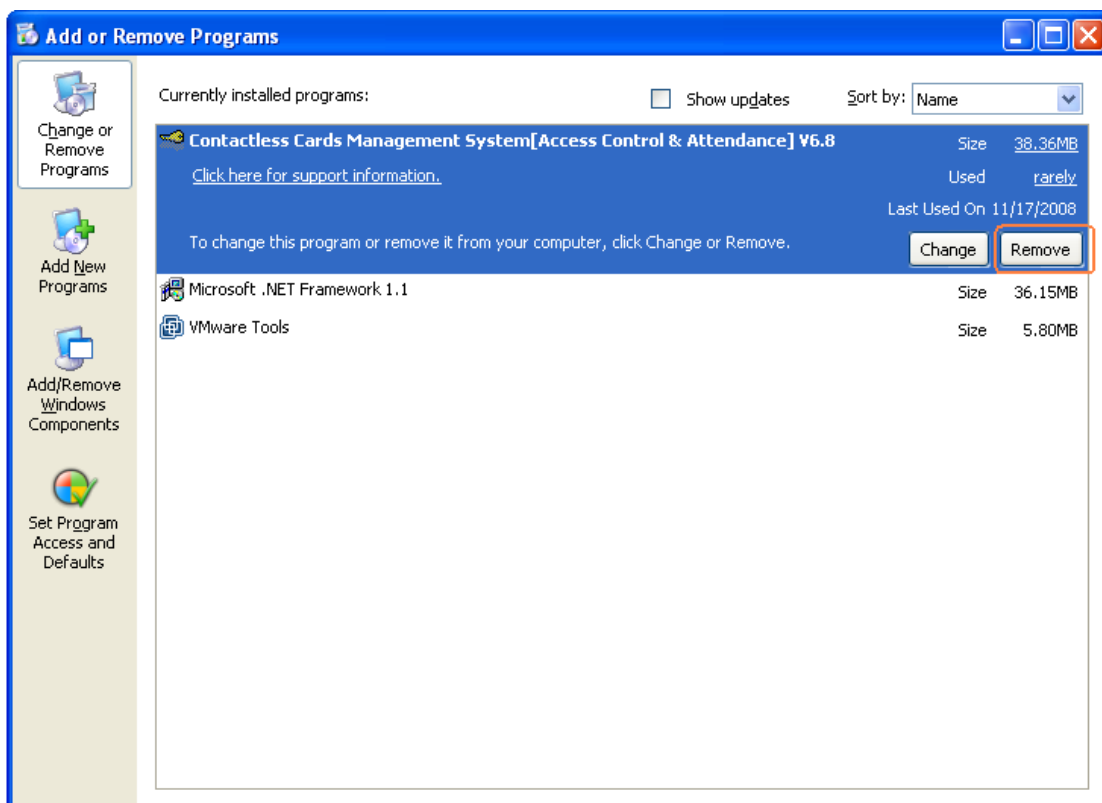 Add or Remove Programs
Change or
Remove
Programs
Add New
Programs
Add/Remove
Windows
Components
Set Program
Access and
Defaults
Currently installed programs:
Show updates
Sort by: Name
Contactless Cards Management System[Access Control & Attendance] V6.8 Size 38.36MB
Click here for support information. Used rarely
Last Used On 11/17/2008
To change this program or remove it from your computer, click Change or Remove. Change Remove
Microsoft .NET Framework 1.1 Size 36.15MB
VMware Tools Size 5.80MB